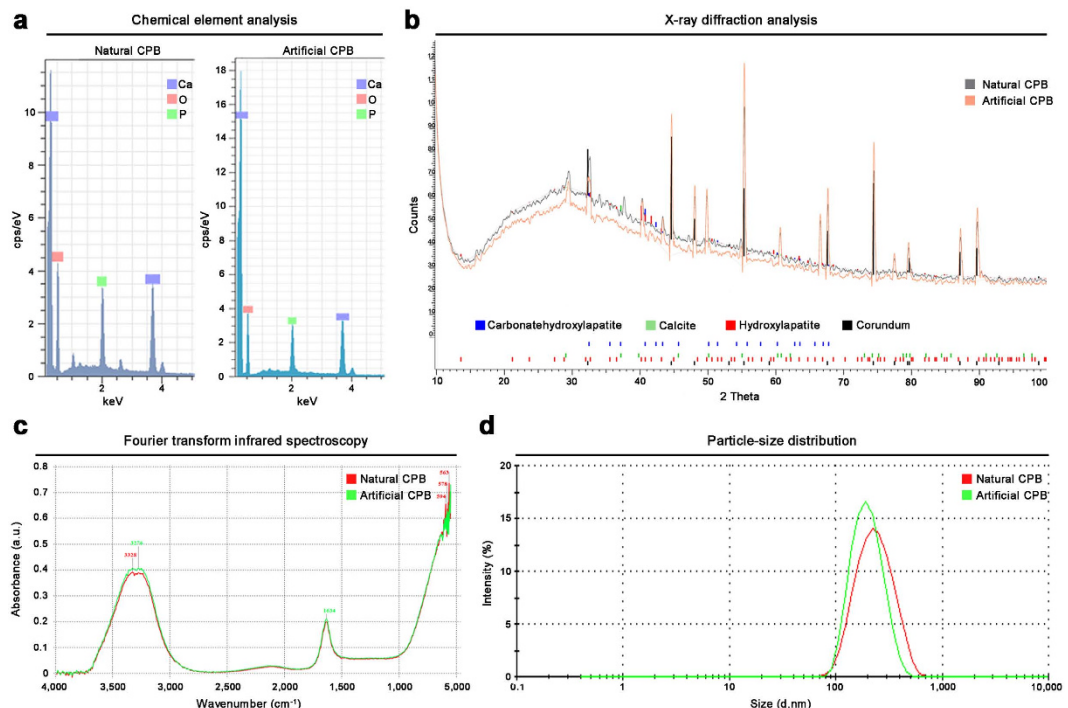 a
Chemical element analysis
Natural CPB
Artificial CPB
cps/eV
10
8
6
4
2
0
Ca
O
P
2
4
keV
cps/eV
18
16
14
12
10
8
6
4
2
0
Ca
O
P
2
4
keV
b
X-ray diffraction analysis
Counts
Natural CPB
Artificial CPB
Carbonatehydroxylapatite
Calcite
Hydroxylapatite
Corundum
10
20
30
40
50
60
70
80
90
100
2 Theta
c
Fourier transform infrared spectroscopy
Absorbance (a.u.)
0.8
0.7
0.6
0.5
0.4
0.3
0.2
0.1
0
Natural CPB
Artificial CPB
4,000
3,500
3,000
2,500
2,000
1,500
1,000
5,000
Wavenumber (cm⁻¹)
d
Particle-size distribution
Intensity (%)
20
15
10
5
0
Natural CPB
Artificial CPB
0.1
1
10
100
1,000
10,000
Size (d,nm)